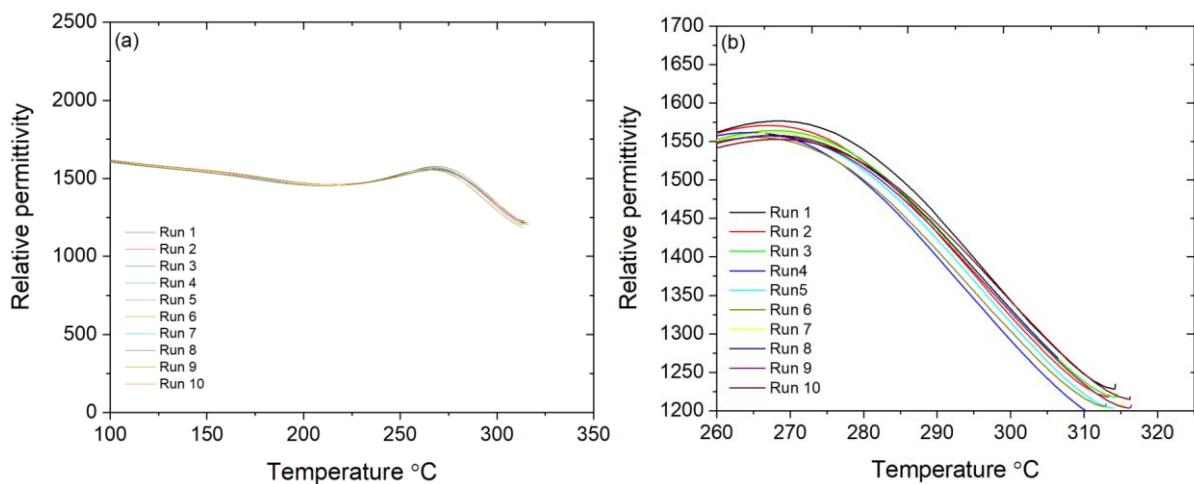 (a)
Relative permittivity
2500
2000
1500
1000
500
0
Run 1
Run 2
Run 3
Run 4
Run 5
Run 6
Run 7
Run 8
Run 9
Run 10
100 150 200 250 300 350
Temperature °C
(b)
Relative permittivity
1700
1650
1600
1550
1500
1450
1400
1350
1300
1250
1200
Run 1
Run 2
Run 3
Run4
Run5
Run 6
Run 7
Run 8
Run 9
Run 10
260 270 280 290 300 310 320
Temperature °C